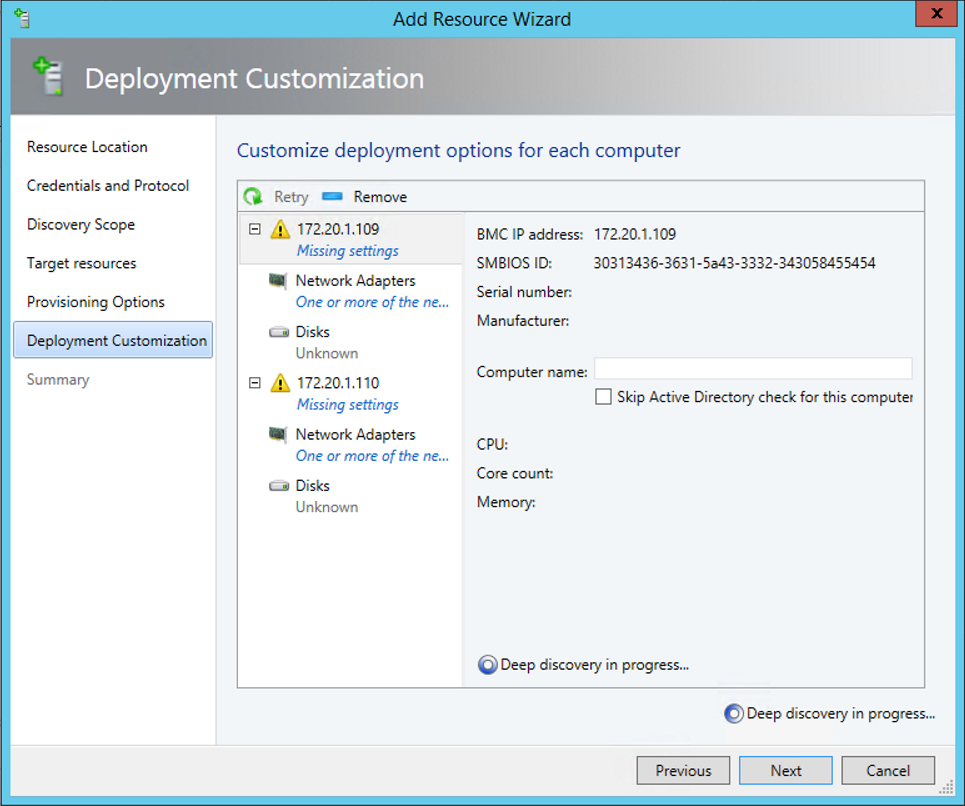 Add Resource Wizard
x
Deployment Customization
Resource Location
Credentials and Protocol
Discovery Scope
Target resources
Provisioning Options
Deployment Customization
Summary
Customize deployment options for each computer
Retry Remove
172.20.1.109
Missing settings
Network Adapters
One or more of the ne...
Disks
Unknown
172.20.1.110
Missing settings
Network Adapters
One or more of the ne...
Disks
Unknown
BMC IP address: 172.20.1.109
SMBIOS ID: 30313436-3631-5a43-3332-343058455454
Serial number:
Manufacturer:
Computer name:
Skip Active Directory check for this computer
CPU:
Core count:
Memory:
Deep discovery in progress...
Deep discovery in progress...
Previous Next Cancel